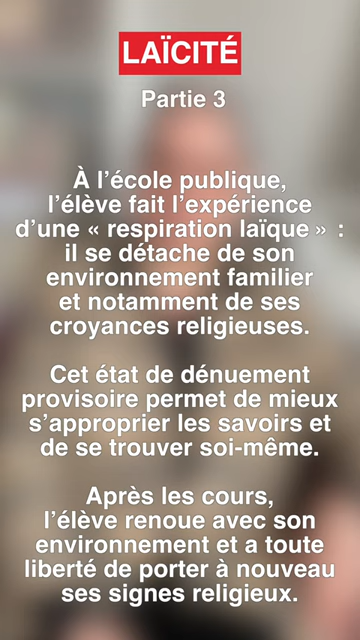 LAÏCITÉ
Partie 3
À l’école publique,
l’élève fait l’expérience
d’une « respiration laïque » :
il se détache de son
environnement familier
et notamment de ses
croyances religieuses.
Cet état de dénuement
provisoire permet de mieux
s’approprier les savoirs et
de se trouver soi-même.
Après les cours,
l’élève renoue avec son
environnement et a toute
liberté de porter à nouveau
ses signes religieux.